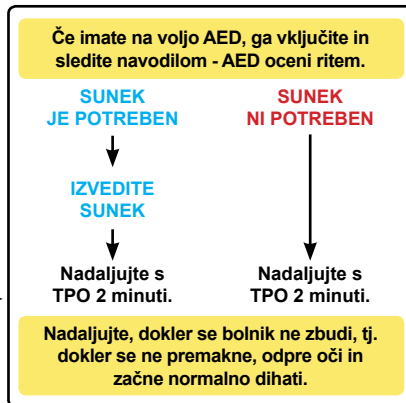 Če imate na voljo AED, ga vključite in
sledite navodilom - AED oceni ritem.
SUNEK
JE POTREBEN
SUNEK
NI POTREBEN
IZVEDITE
SUNEK
Nadaljujte s
TPO 2 minuti.
Nadaljujte s
TPO 2 minuti.
Nadaljujte, dokler se bolnik ne zbudi, tj.
dokler se ne premakne, odpre oči in
začne normalno dihati.